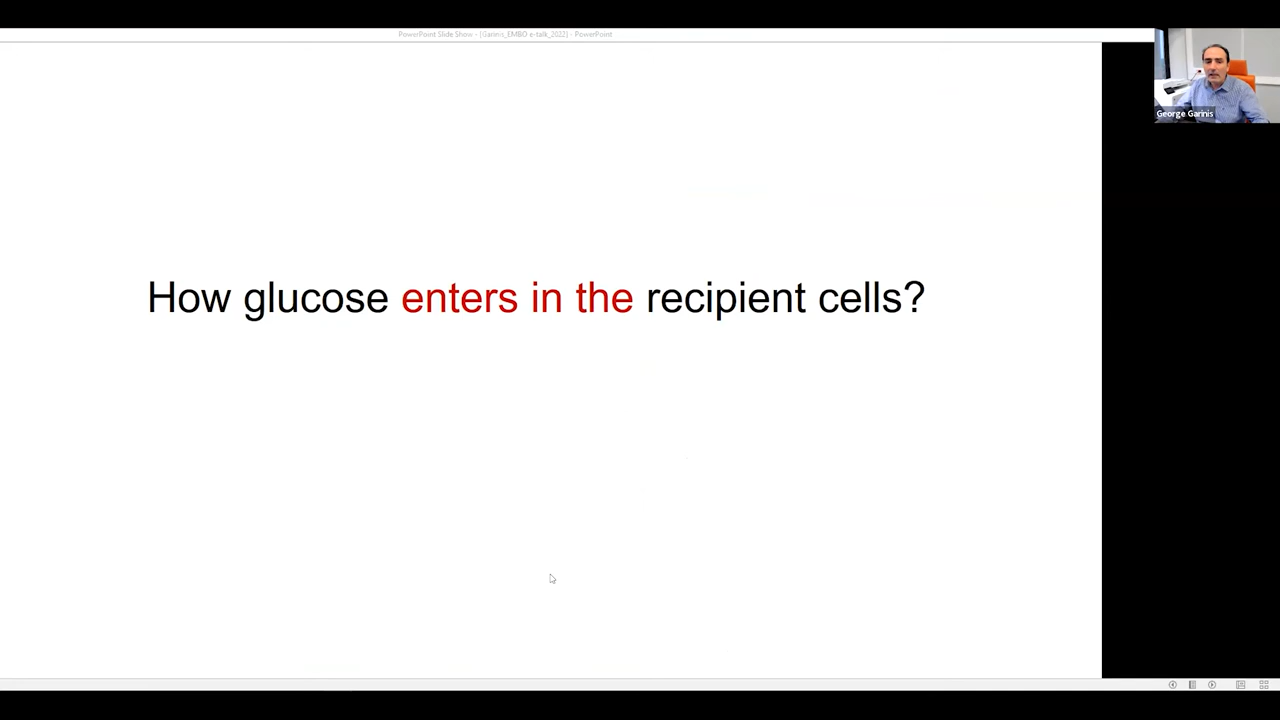 PowerPoint Slide Show - [Garinis_EMBO e-talk_2022] - PowerPoint
George Garinis
How glucose enters in the recipient cells?